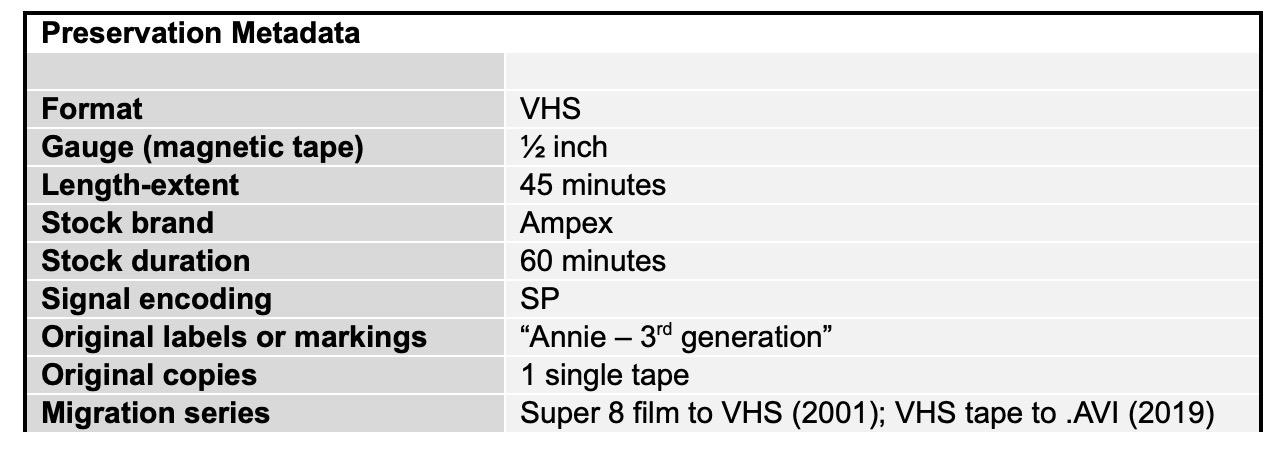 Preservation Metadata
Format VHS
Gauge (magnetic tape) ½ inch
Length-extent 45 minutes
Stock brand Ampex
Stock duration 60 minutes
Signal encoding SP
Original labels or markings “Annie – 3rd generation”
Original copies 1 single tape
Migration series Super 8 film to VHS (2001); VHS tape to .AVI (2019)